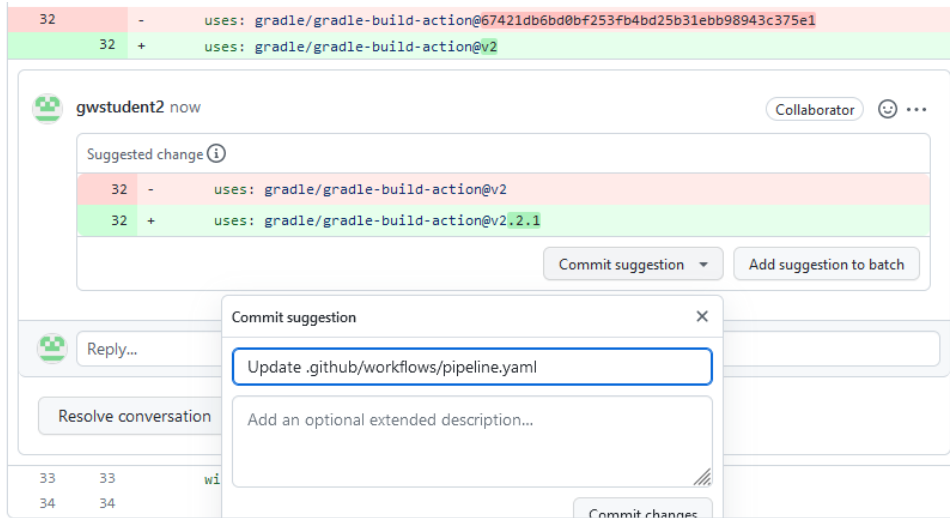 32 - uses: gradle/gradle-build-action@67421db6bd0bf253fb4bd25b31ebb98943c375e1
32 + uses: gradle/gradle-build-action@v2
gwstudent2 now Collaborator ...
Suggested change
32 - uses: gradle/gradle-build-action@v2
32 + uses: gradle/gradle-build-action@v2.2.1
Commit suggestion Add suggestion to batch
Commit suggestion
Update .github/workflows/pipeline.yaml
Reply...
Add an optional extended description...
Resolve conversation
33 33 wi
34 34
Commit changes